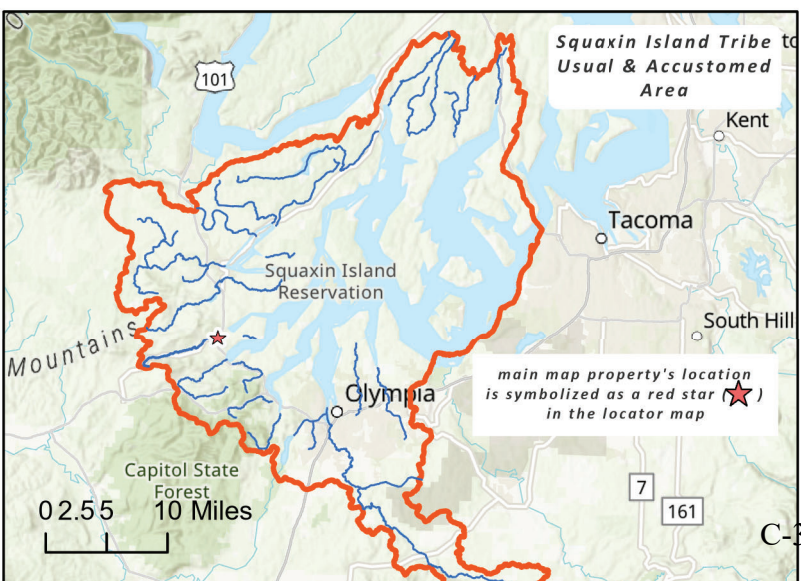 Squaxin Island Tribe
Usual & Accustomed
Area
101
Kent
Tacoma
Squaxin Island
Reservation
South Hill
Mountains
main map property's location
is symbolized as a red star ( )
in the locator map
Olympia
Capitol State
Forest
7
161
0 2.5 5 10 Miles